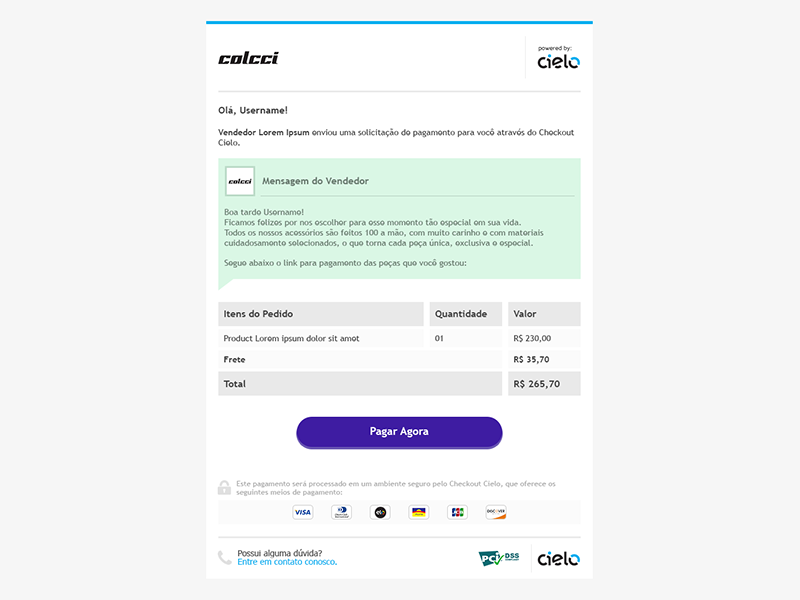 colcci
powered by:
cielo
Olá, Username!
Vendedor Lorem Ipsum enviou uma solicitação de pagamento para você através do Checkout
Cielo.
colcci
Mensagem do Vendedor
Boa tarde Username!
Ficamos felizes por nos escolher para esse momento tão especial em sua vida.
Todos os nossos acessórios são feitos 100 a mão, com muito carinho e com materiais
cuidadosamente selecionados, o que torna cada peça única, exclusiva e especial.
Segue abaixo o link para pagamento das peças que você gostou:
Itens do Pedido Quantidade Valor
Product Lorem ipsum dolor sit amet 01 R$ 230,00
Frete R$ 35,70
Total R$ 265,70
Pagar Agora
Este pagamento será processado em um ambiente seguro pelo Checkout Cielo, que oferece os
seguintes meios de pagamento:
VISA elo JCB DISCOVER
Possui alguma dúvida?
Entre em contato conosco.
PCI DSS
COMPLIANT
cielo